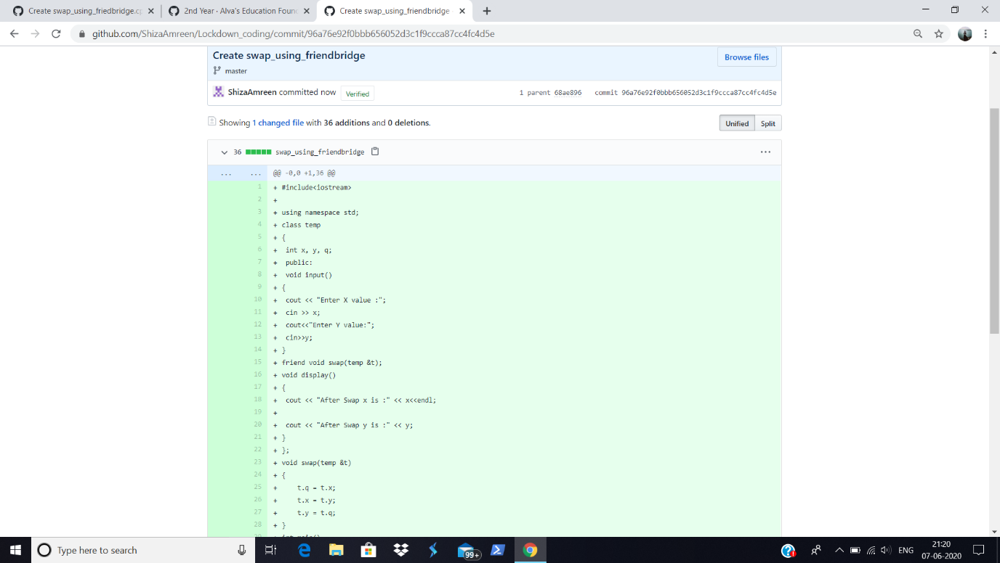 Create swap_using_friedbridge.cp
2nd Year · Alva's Education Foun
Create swap_using_friendbridge
github.com/ShizaAmreen/Lockdown_coding/commit/96a76e92f0bbb656052d3c1f9ccca87cc4fc4d5e
Create swap_using_friendbridge
Browse files
master
ShizaAmreen committed now Verified
1 parent 68ae896 commit 96a76e92f0bbb656052d3c1f9ccca87cc4fc4d5e
Showing 1 changed file with 36 additions and 0 deletions.
Unified Split
36 swap_using_friendbridge
... ... @@ -0,0 +1,36 @@
1 + #include<iostream>
2 +
3 + using namespace std;
4 + class temp
5 + {
6 + int x, y, q;
7 + public:
8 + void input()
9 + {
10 + cout << "Enter X value :";
11 + cin >> x;
12 + cout<<"Enter Y value:";
13 + cin>>y;
14 + }
15 + friend void swap(temp &t);
16 + void display()
17 + {
18 + cout << "After Swap x is :" << x<<endl;
19 +
20 + cout << "After Swap y is :" << y;
21 + }
22 + };
23 + void swap(temp &t)
24 + {
25 + t.q = t.x;
26 + t.x = t.y;
27 + t.y = t.q;
28 + }
Type here to search
99+
ENG
21:20
07-06-2020